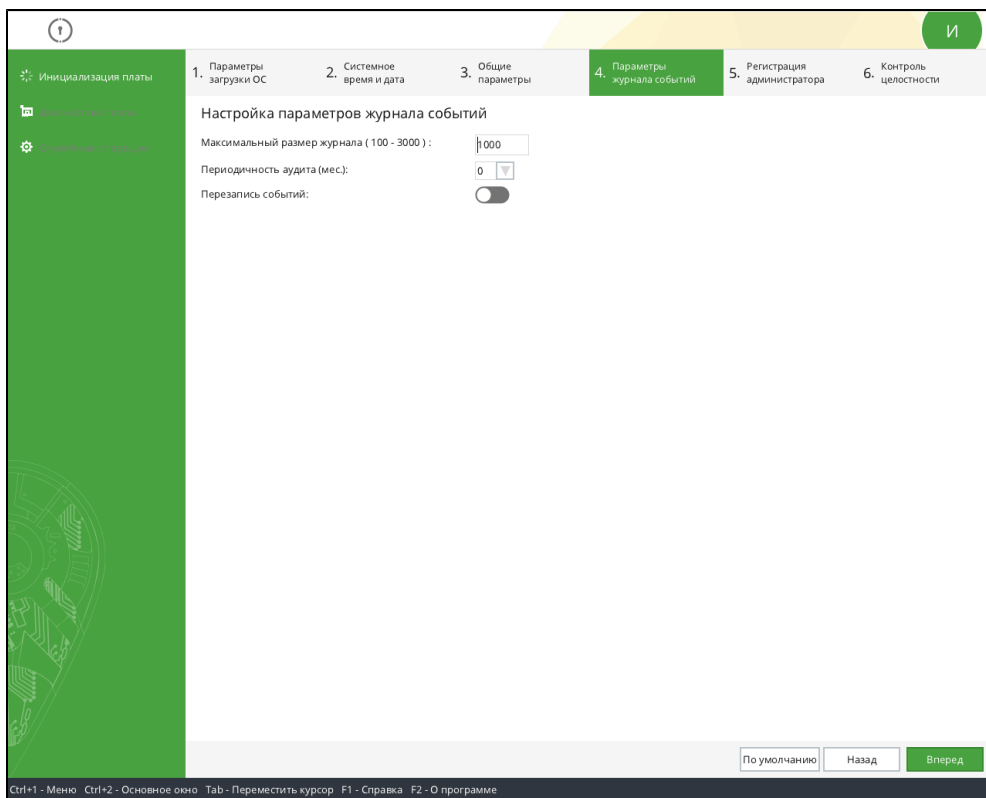 И
Инициализация платы
1. Параметры загрузки ОС
2. Системное время и дата
3. Общие параметры
4. Параметры журнала событий
5. Регистрация администратора
6. Контроль целостности
Настройка параметров журнала событий
Максимальный размер журнала ( 100 - 3000 ) :
1000
Периодичность аудита (мес.):
0
Перезапись событий:
По умолчанию
Назад
Вперед
Ctrl+1 - Меню Ctrl+2 - Основное окно Tab - Переместить курсор F1 - Справка F2 - О программе